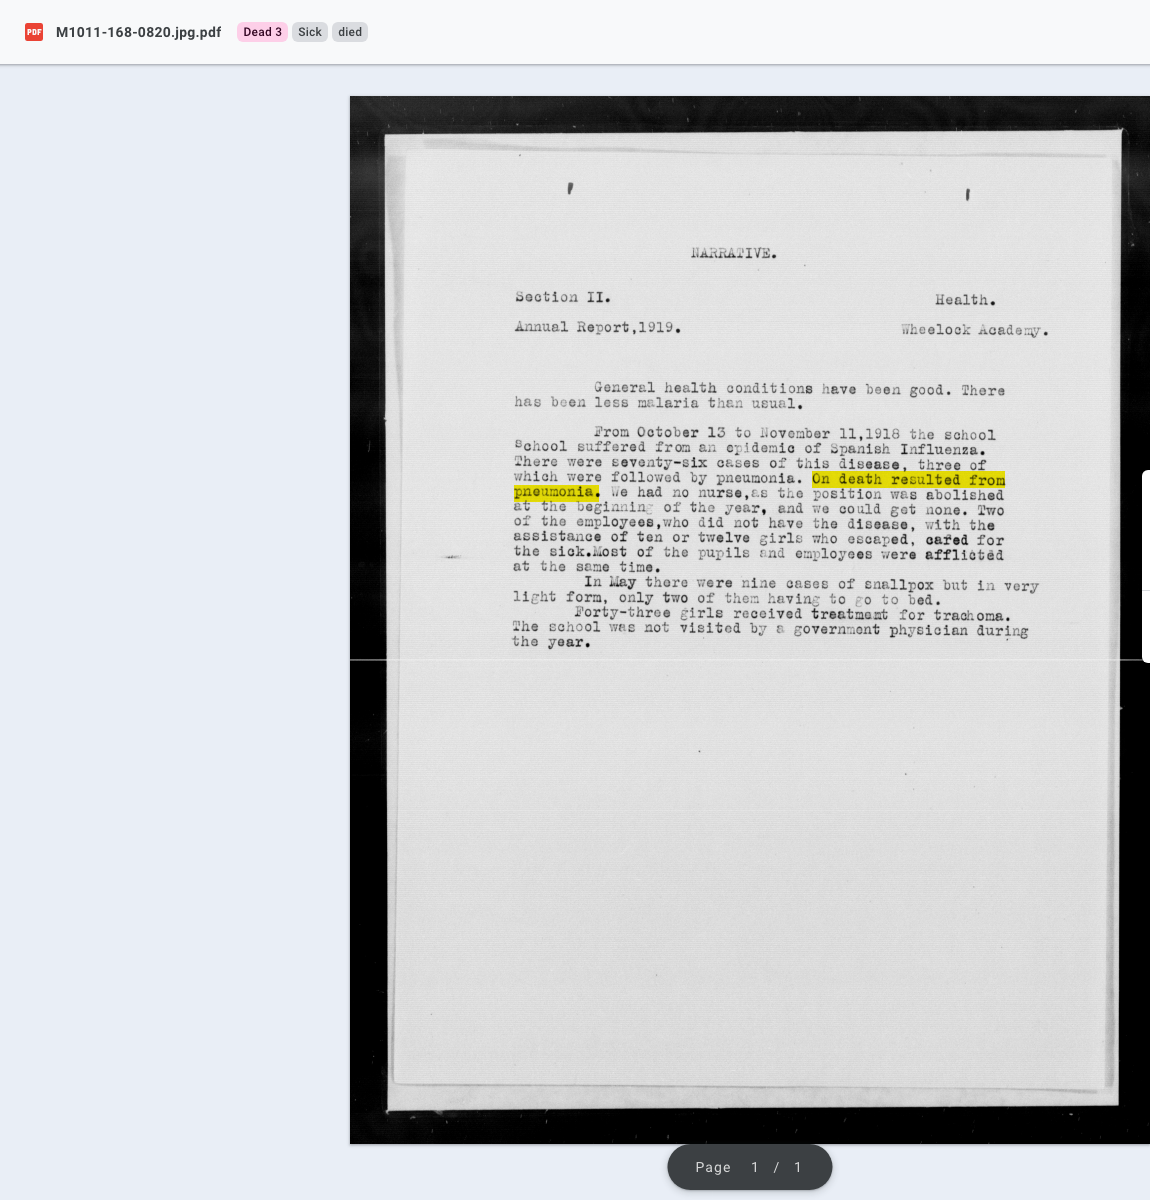 PDF M1011-168-0820.jpg.pdf Dead 3 Sick died
NARRATIVE.
Section II. Health.
Annual Report,1919. Wheelock Academy.
General health conditions have been good. There
has been less malaria than usual.
From October 13 to November 11,1918 the school
School suffered from an epidemic of Spanish Influenza.
There were seventy-six cases of this disease, three of
which were followed by pneumonia. On death resulted from
pneumonia. We had no nurse,as the position was abolished
at the beginning of the year, and we could get none. Two
of the employees,who did not have the disease, with the
assistance of ten or twelve girls who escaped, cared for
the sick.Most of the pupils and employees were afflicted
at the same time.
In May there were nine cases of smallpox but in very
light form, only two of them having to go to bed.
Forty-three girls received treatment for trachoma.
The school was not visited by a government physician during
the year.
Page 1 / 1